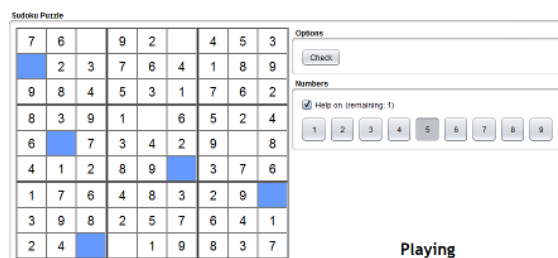 Sudoku Puzzle
7 6 9 2 4 5 3
2 3 7 6 4 1 8 9
9 8 4 5 3 1 7 6 2
8 3 9 1 6 5 2 4
6 7 3 4 2 9 8
4 1 2 8 9 3 7 6
1 7 6 4 8 3 2 9
3 9 8 2 5 7 6 4 1
2 4 1 9 8 3 7
Options
Check
Numbers
Help on (remaining: 1)
1 2 3 4 5 6 7 8 9
Playing